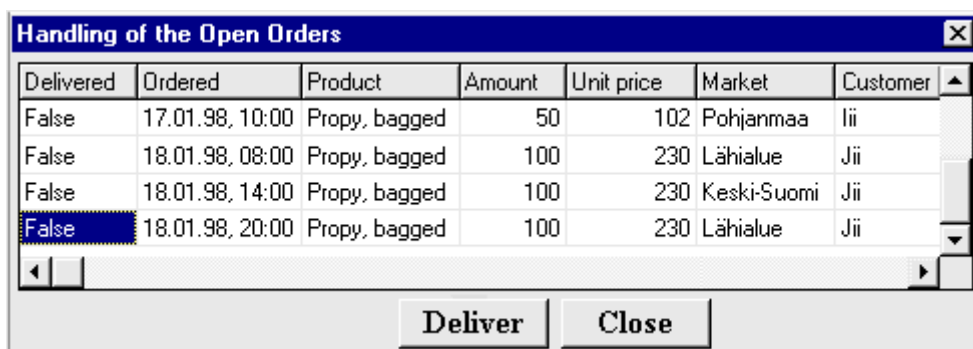 Handling of the Open Orders
Delivered Ordered Product Amount Unit price Market Customer
False 17.01.98, 10:00 Propy, bagged 50 102 Pohjanmaa Iii
False 18.01.98, 08:00 Propy, bagged 100 230 Lähialue Jii
False 18.01.98, 14:00 Propy, bagged 100 230 Keski-Suomi Jii
False 18.01.98, 20:00 Propy, bagged 100 230 Lähialue Jii
Deliver Close